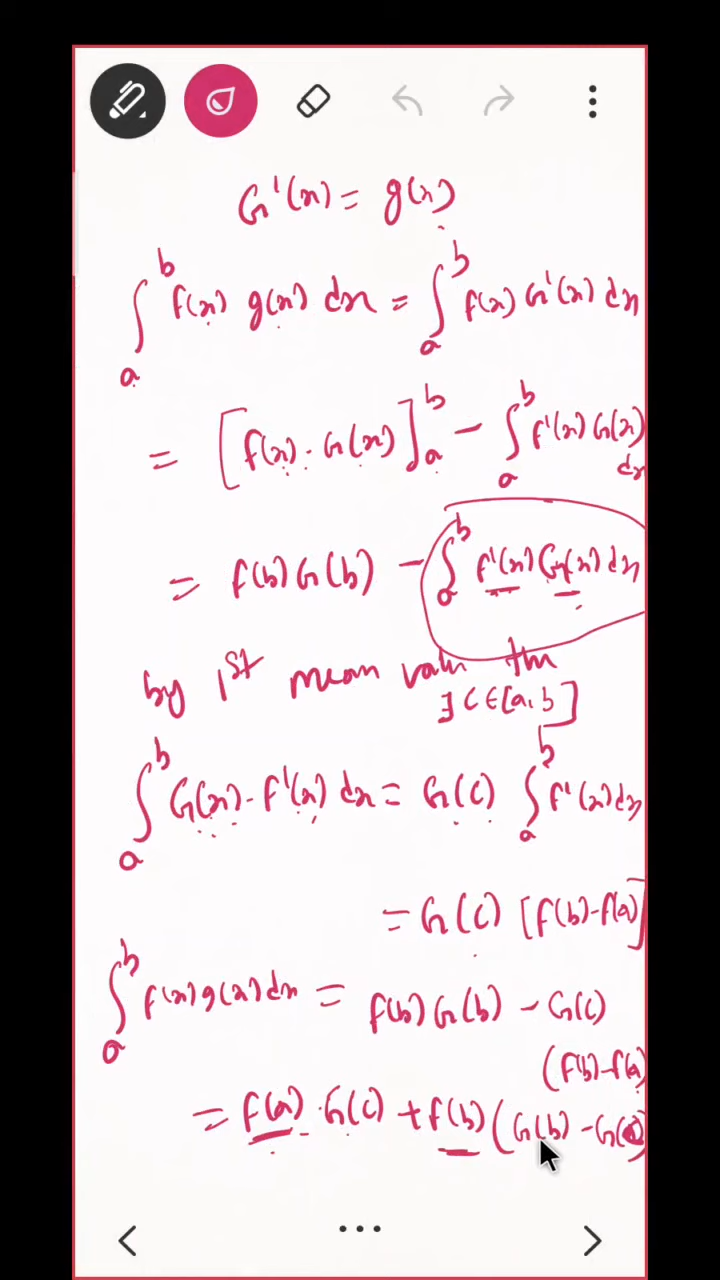 G'(x) = g(x)
∫_a^b f(x) g(x) dx = ∫_a^b f(x) G'(x) dx
= [f(x) . G(x)]_a^b - ∫_a^b f'(x) G(x) dx
= f(b) G(b) - ∫_a^b f'(x) G(x) dx
by 1st mean valu thm
∃ c ∈ [a, b]
∫_a^b G(x) . f'(x) dx = G(c) ∫_a^b f'(x) dx
= G(c) [f(b) - f(a)]
∫_a^b f(x) g(x) dx = f(b) G(b) - G(c)
(f(b) - f(a)
= f(a) . G(c) + f(b) (G(b) - G(c)